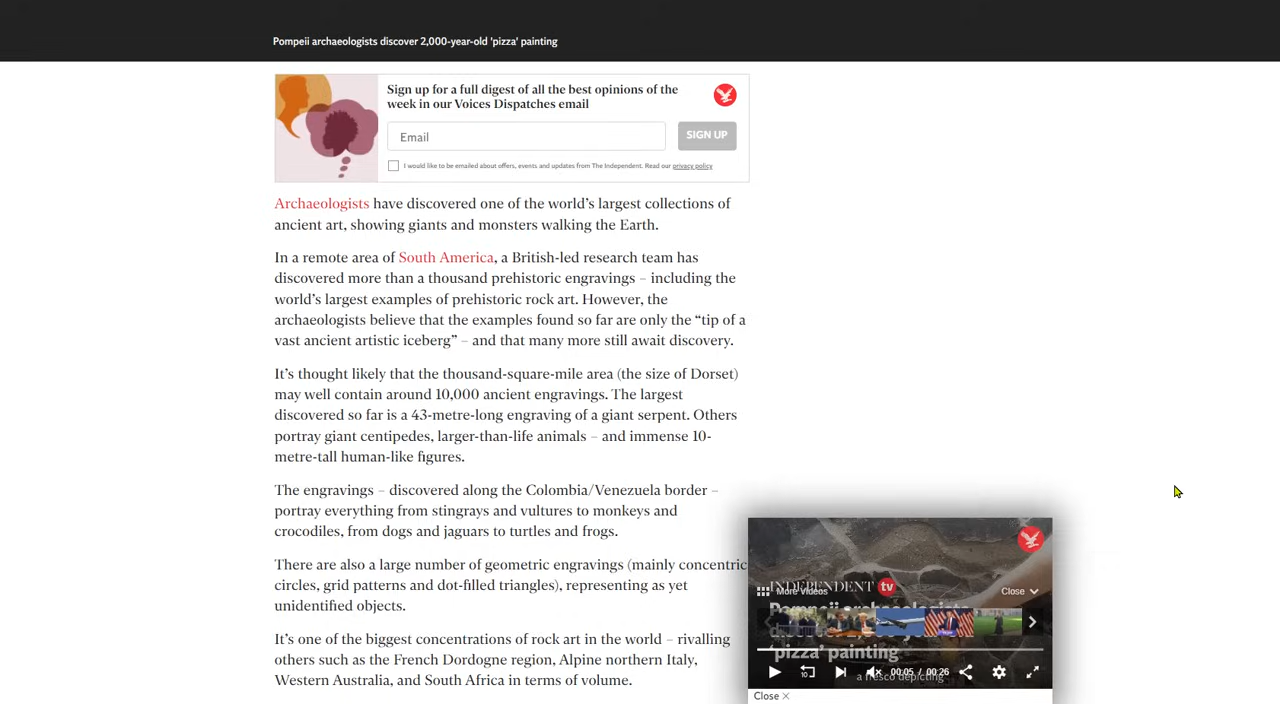 Pompeii archaeologists discover 2,000-year-old 'pizza' painting
Sign up for a full digest of all the best opinions of the
week in our Voices Dispatches email
Email
SIGN UP
I would like to be emailed about offers, events and updates from The Independent. Read our privacy policy
Archaeologists have discovered one of the world's largest collections of
ancient art, showing giants and monsters walking the Earth.
In a remote area of South America, a British-led research team has
discovered more than a thousand prehistoric engravings – including the
world's largest examples of prehistoric rock art. However, the
archaeologists believe that the examples found so far are only the “tip of a
vast ancient artistic iceberg” – and that many more still await discovery.
It's thought likely that the thousand-square-mile area (the size of Dorset)
may well contain around 10,000 ancient engravings. The largest
discovered so far is a 43-metre-long engraving of a giant serpent. Others
portray giant centipedes, larger-than-life animals – and immense 10-
metre-tall human-like figures.
The engravings – discovered along the Colombia/Venezuela border –
portray everything from stingrays and vultures to monkeys and
crocodiles, from dogs and jaguars to turtles and frogs.
There are also a large number of geometric engravings (mainly concentric
circles, grid patterns and dot-filled triangles), representing as yet
unidentified objects.
It's one of the biggest concentrations of rock art in the world – rivalling
others such as the French Dordogne region, Alpine northern Italy,
Western Australia, and South Africa in terms of volume.
INDEPENDENT tv
More Videos
Close
Pompeii archaeologists
discover 2,000-year-old
'pizza' painting
10
00:05 / 00:26
a fresco depicting
Close ×